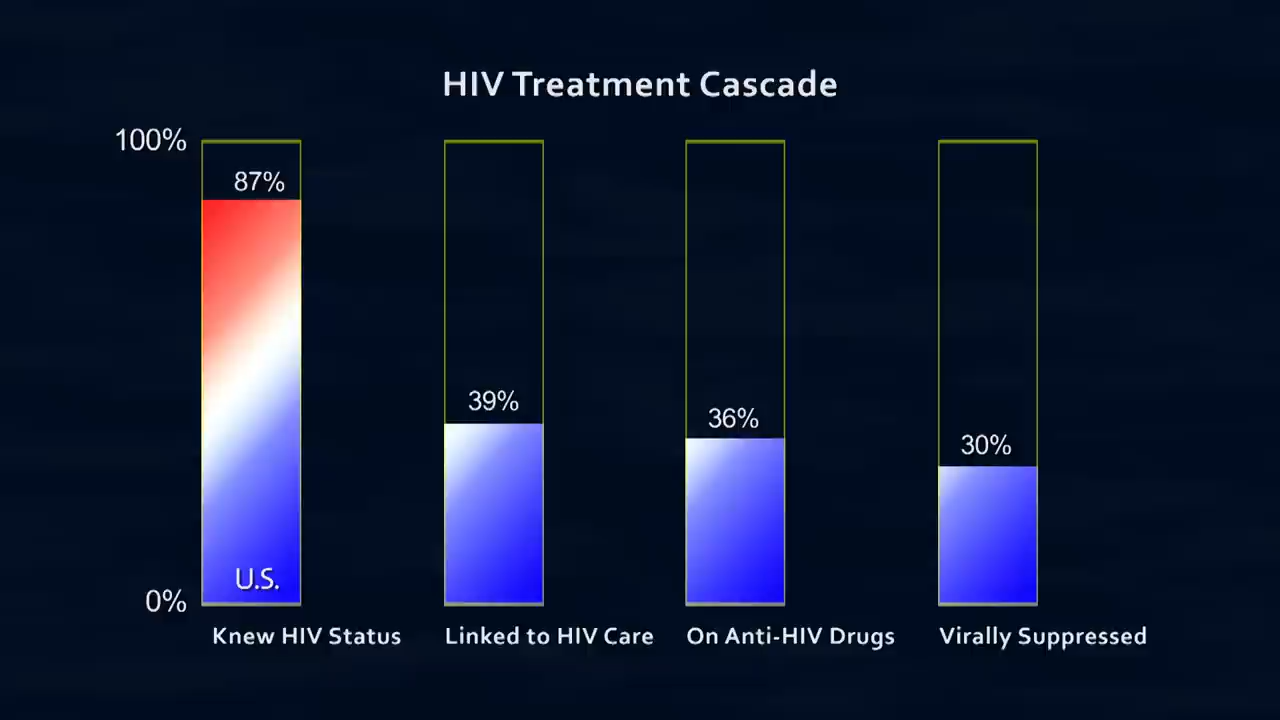 HIV Treatment Cascade
100%
87%
39%
36%
30%
U.S.
0%
Knew HIV Status
Linked to HIV Care
On Anti-HIV Drugs
Virally Suppressed